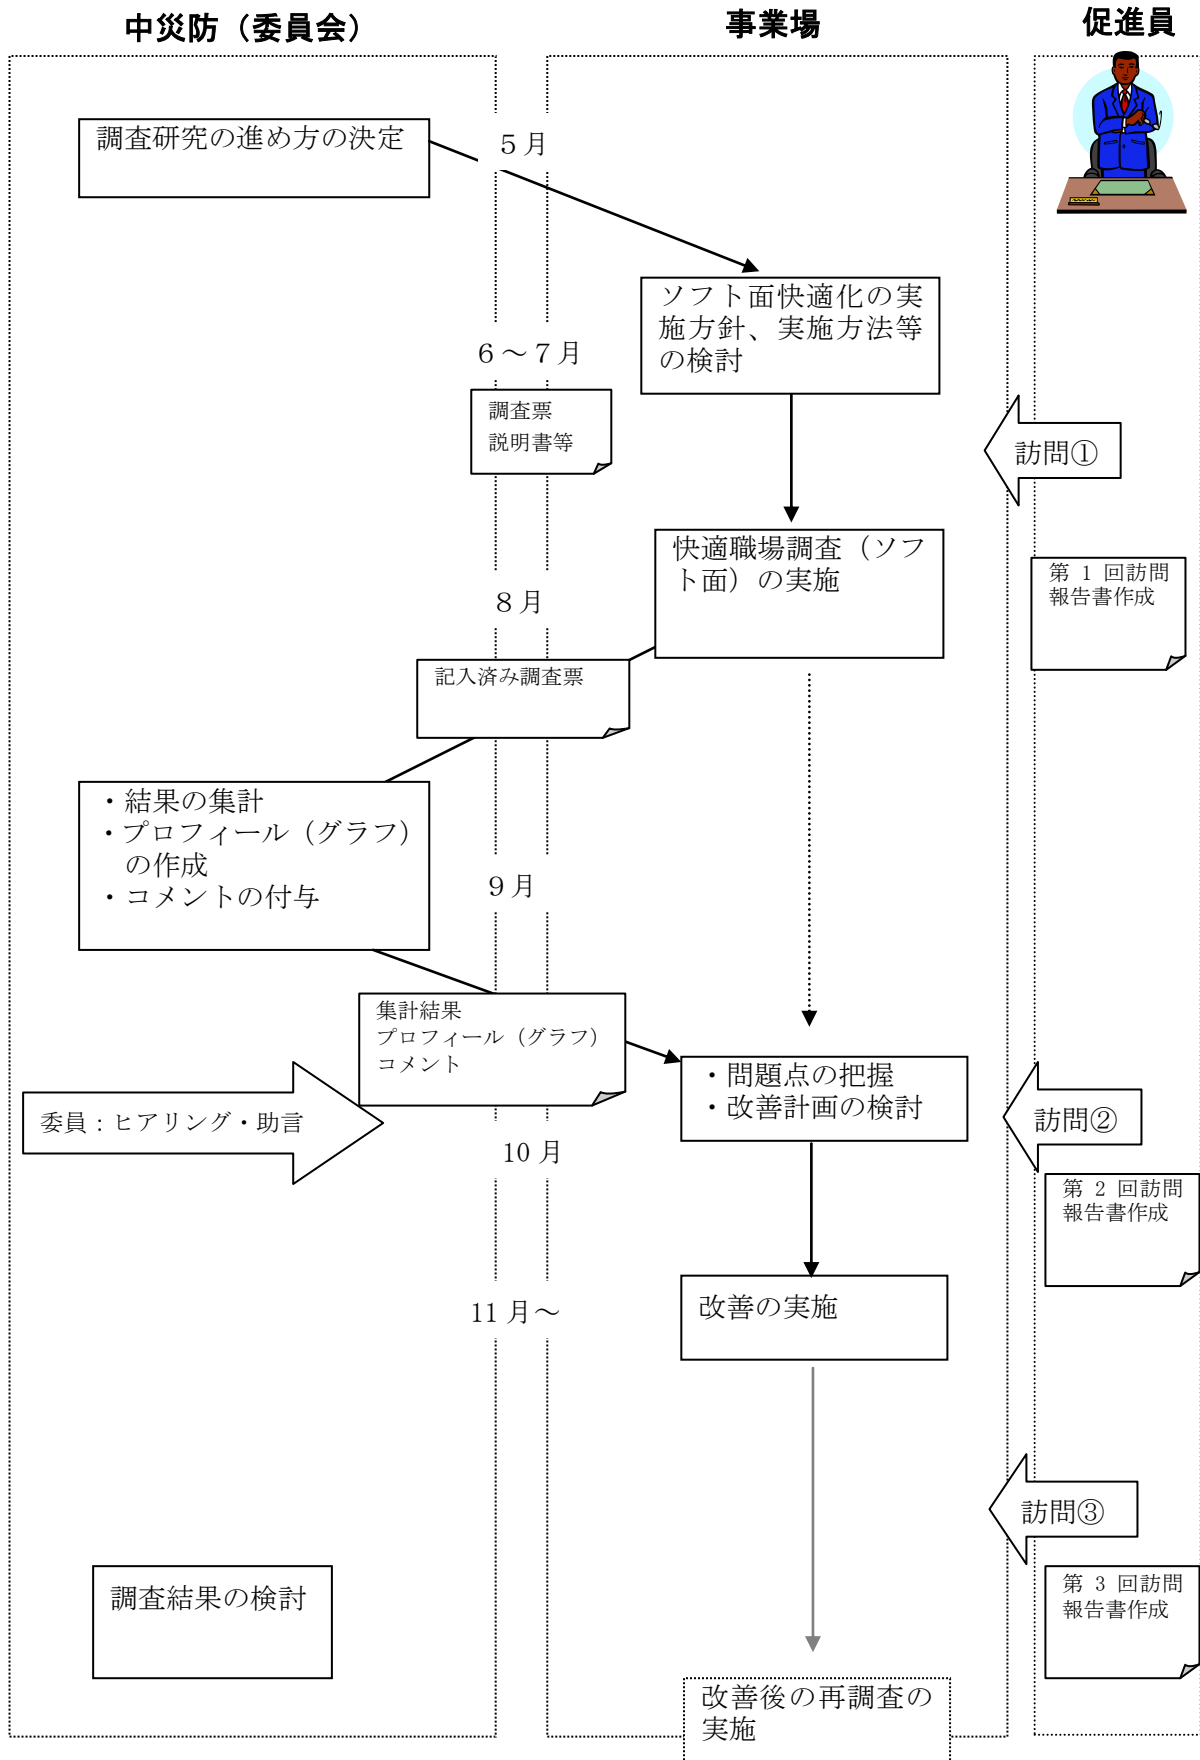 中災防（委員会）
事業場
促進員
調査研究の進め方の決定
５月
ソフト面快適化の実
施方針、実施方法等
の検討
６～７月
調査票
説明書等
訪問①
快適職場調査（ソフ
ト面）の実施
第 1 回訪問
報告書作成
８月
記入済み調査票
・結果の集計
・プロフィール（グラフ）
の作成
・コメントの付与
９月
集計結果
プロフィール（グラフ）
コメント
・問題点の把握
・改善計画の検討
委員：ヒアリング・助言
訪問②
10 月
第 2 回訪問
報告書作成
11 月～
改善の実施
訪問③
調査結果の検討
第 3 回訪問
報告書作成
改善後の再調査の
実施